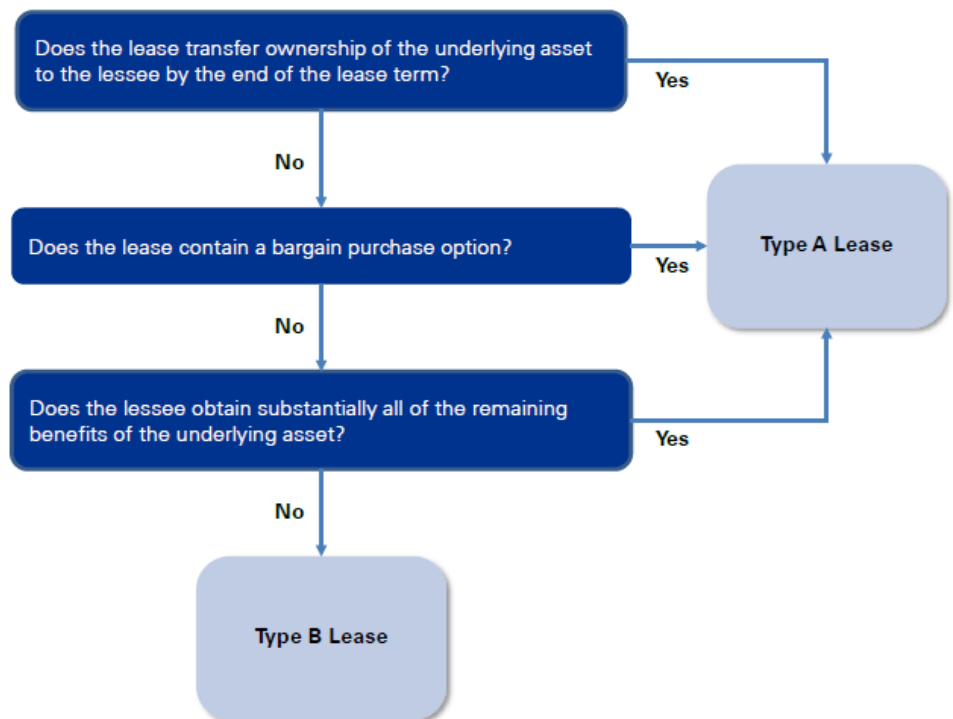 Does the lease transfer ownership of the underlying asset
to the lessee by the end of the lease term?
Yes
No
Does the lease contain a bargain purchase option?
Yes
Type A Lease
No
Does the lessee obtain substantially all of the remaining
benefits of the underlying asset?
Yes
No
Type B Lease